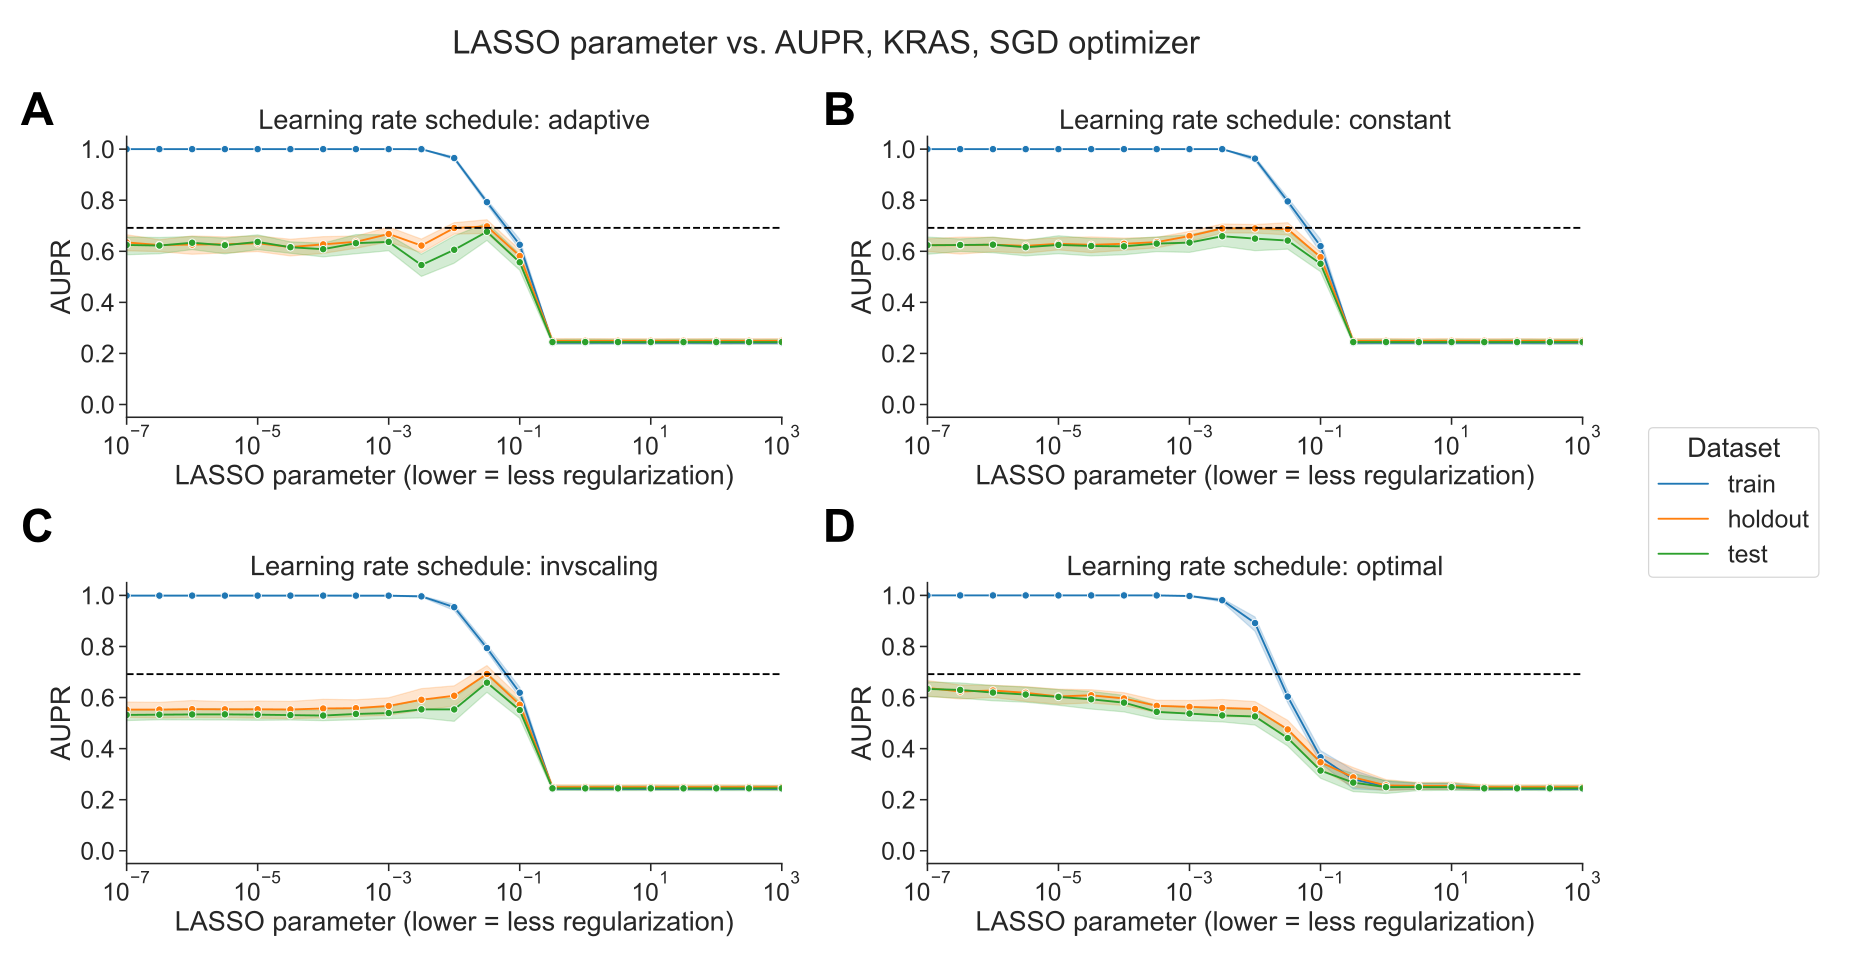 LASSO parameter vs. AUPR, KRAS, SGD optimizer
A
Learning rate schedule: adaptive
1.0
0.8
0.6
0.4
0.2
0.0
AUPR
10^−7 10^−5 10^−3 10^−1 10^1 10^3
LASSO parameter (lower = less regularization)
B
Learning rate schedule: constant
1.0
0.8
0.6
0.4
0.2
0.0
AUPR
10^−7 10^−5 10^−3 10^−1 10^1 10^3
LASSO parameter (lower = less regularization)
Dataset
train
holdout
test
C
Learning rate schedule: invscaling
1.0
0.8
0.6
0.4
0.2
0.0
AUPR
10^−7 10^−5 10^−3 10^−1 10^1 10^3
LASSO parameter (lower = less regularization)
D
Learning rate schedule: optimal
1.0
0.8
0.6
0.4
0.2
0.0
AUPR
10^−7 10^−5 10^−3 10^−1 10^1 10^3
LASSO parameter (lower = less regularization)